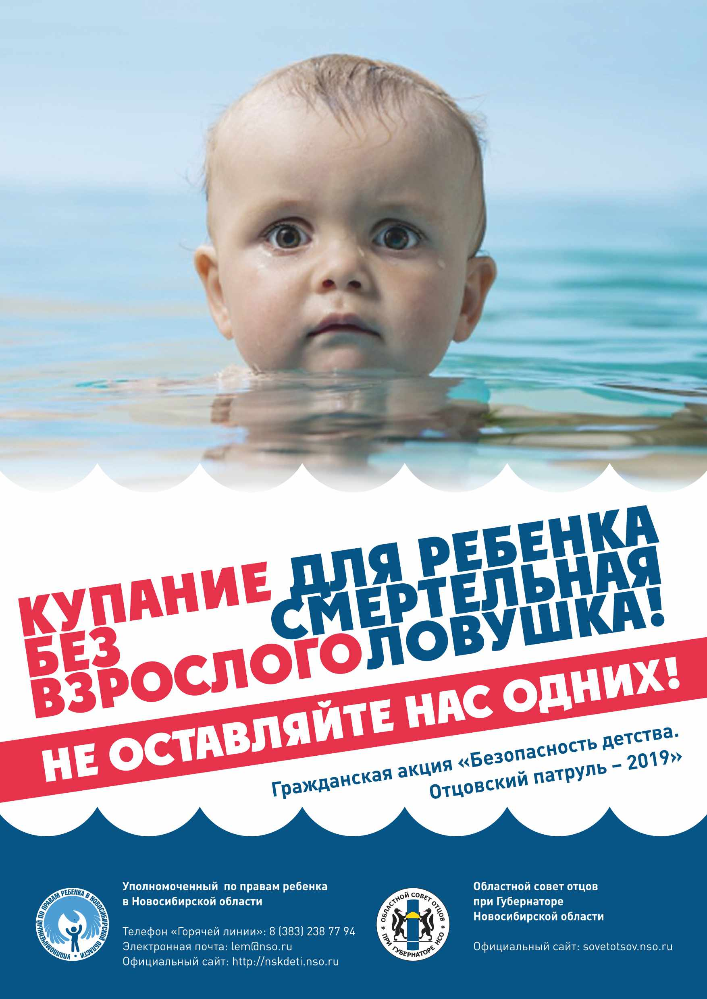 КУПАНИЕ
БЕЗ
ВЗРОСЛОГО
ДЛЯ РЕБЕНКА
СМЕРТЕЛЬНАЯ
ЛОВУШКА!
НЕ ОСТАВЛЯЙТЕ НАС ОДНИХ!
Гражданская акция «Безопасность детства.
Отцовский патруль – 2019»
УПОЛНОМОЧЕННЫЙ ПО ПРАВАМ РЕБЕНКА В НОВОСИБИРСКОЙ ОБЛАСТИ •
Уполномоченный по правам ребенка
в Новосибирской области
Телефон «Горячей линии»: 8 (383) 238 77 94
Электронная почта: lem@nso.ru
Официальный сайт: http://nskdeti.nso.ru
* ОБЛАСТНОЙ СОВЕТ ОТЦОВ *
ПРИ ГУБЕРНАТОРЕ НСО
Областной совет отцов
при Губернаторе
Новосибирской области
Официальный сайт: sovetotsov.nso.ru